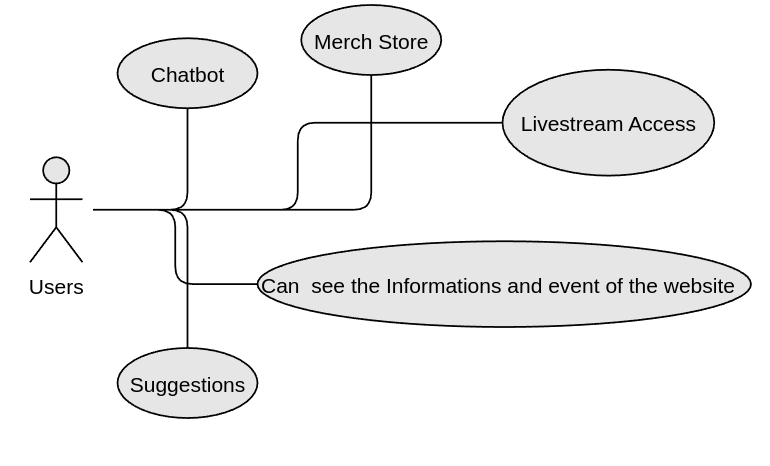 Merch Store
Chatbot
Livestream Access
Users
Can  see the Informations and event of the website
Suggestions